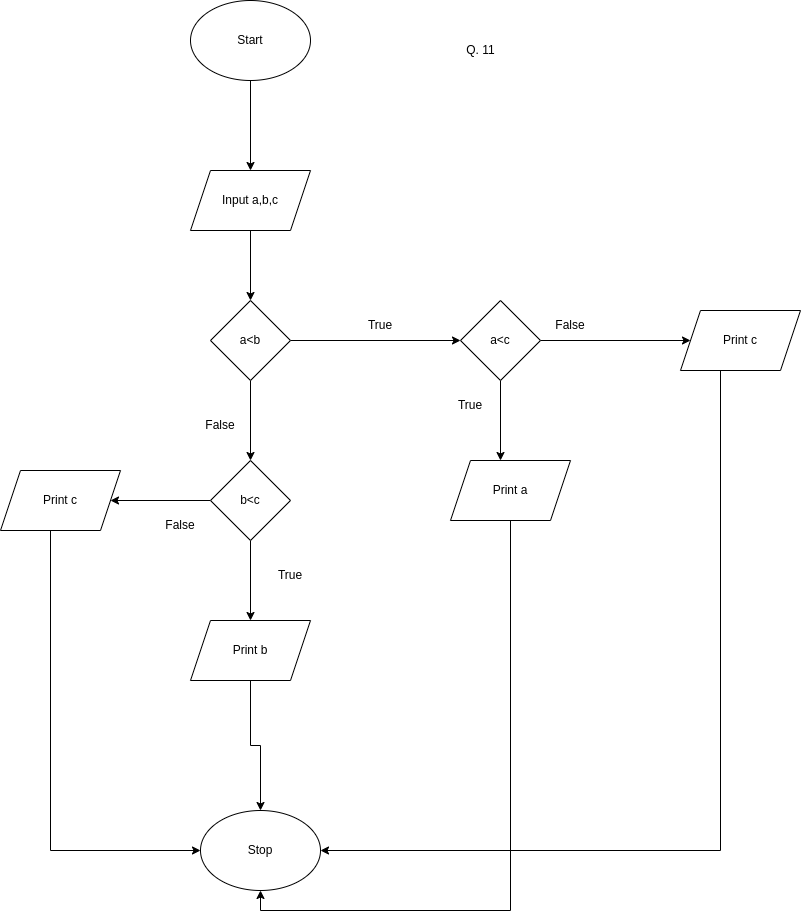 Start
Q. 11
Input a,b,c
a<b
True
a<c
False
Print c
False
True
Print c
b<c
Print a
False
True
Print b
Stop